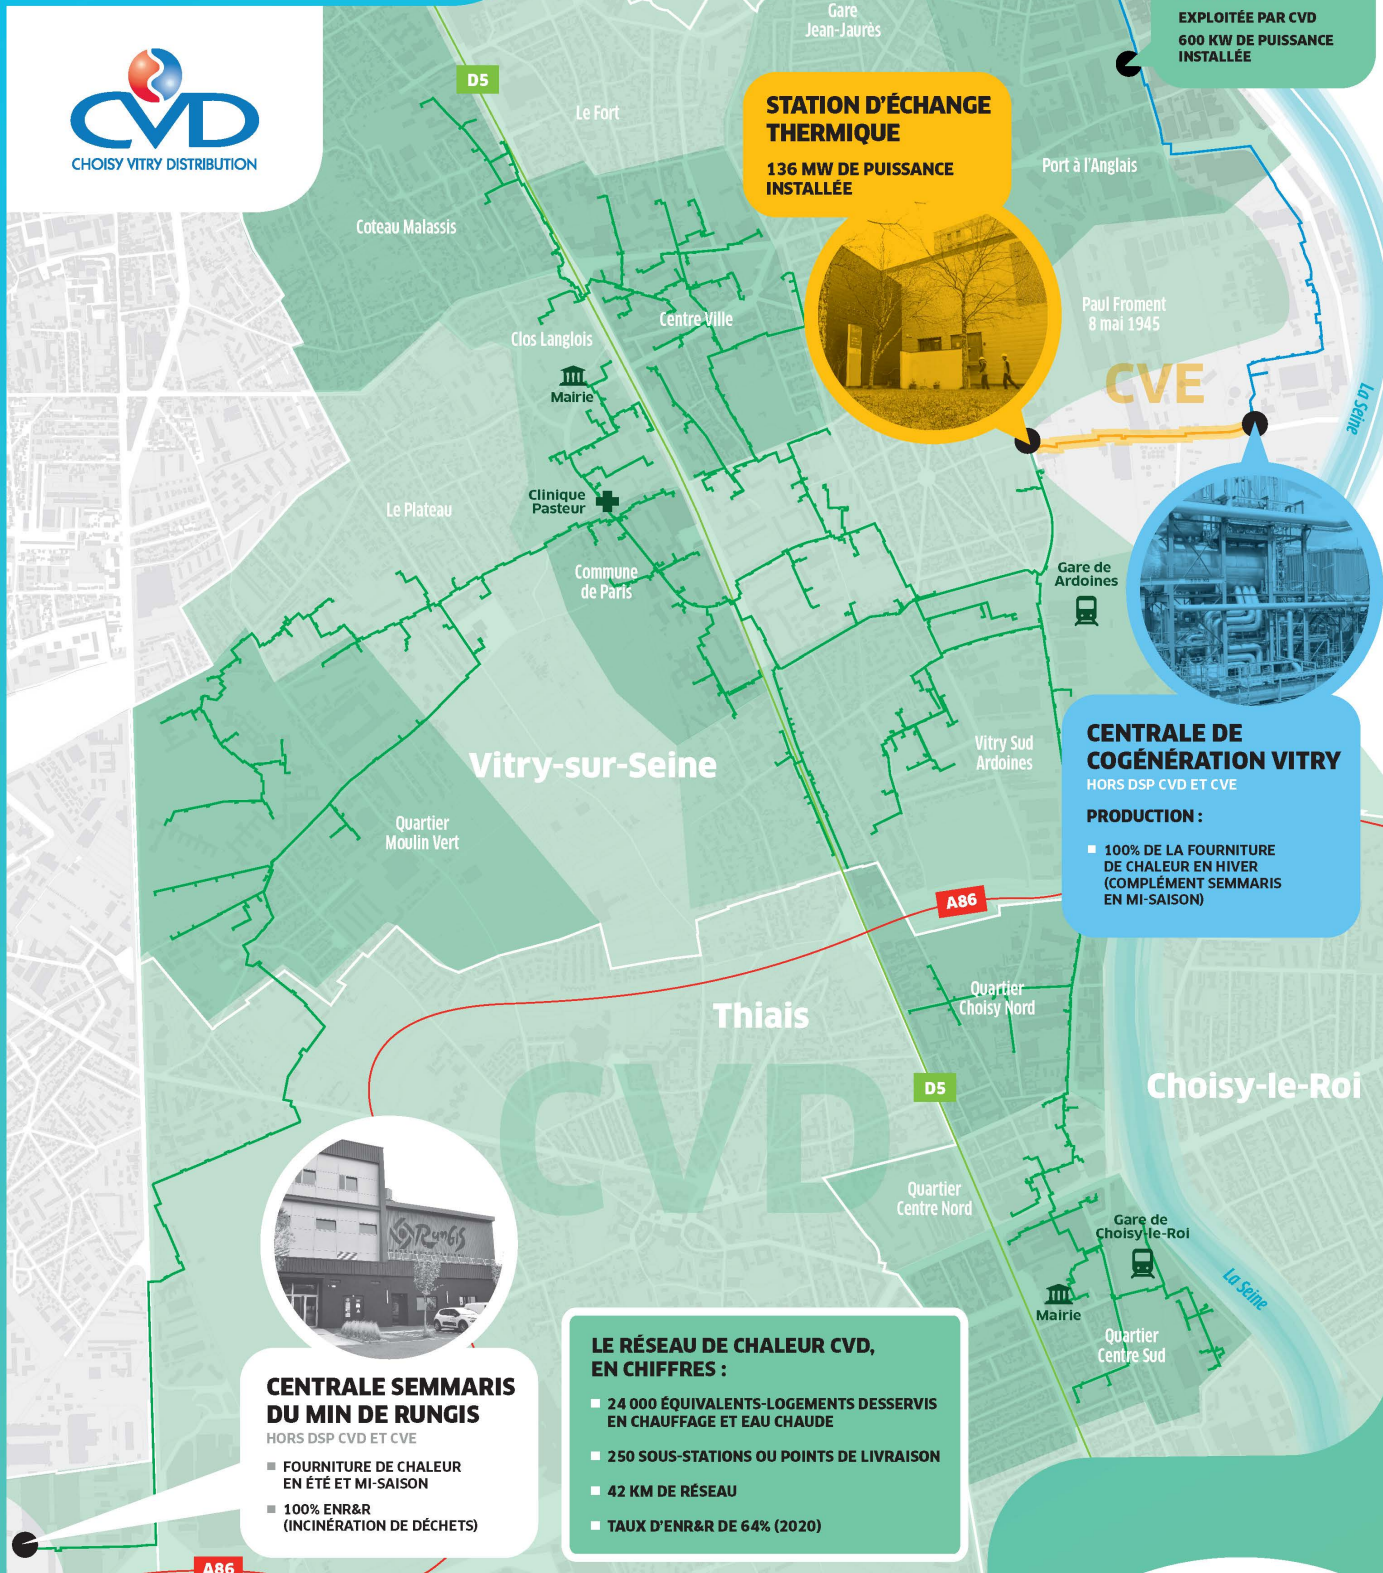 CVD
CHOISY VITRY DISTRIBUTION
EXPLOITÉE PAR CVD
600 KW DE PUISSANCE
INSTALLÉE
Gare
Jean-Jaurès
D5
Le Fort
STATION D'ÉCHANGE
THERMIQUE
136 MW DE PUISSANCE
INSTALLÉE
Port à l'Anglais
Coteau Malassis
Paul Froment
8 mai 1945
Centre Ville
Clos Langlois
Mairie
CVE
La Seine
Clinique
Pasteur
Le Plateau
Commune
de Paris
Gare de
Ardoines
Vitry Sud
Ardoines
Vitry-sur-Seine
CENTRALE DE
COGÉNÉRATION VITRY
HORS DSP CVD ET CVE
PRODUCTION :
100% DE LA FOURNITURE
DE CHALEUR EN HIVER
(COMPLÉMENT SEMMARIS
EN MI-SAISON)
Quartier
Moulin Vert
A86
Quartier
Choisy Nord
Thiais
CVD
D5
Choisy-le-Roi
Quartier
Centre Nord
Gare de
Choisy-le-Roi
La Seine
Mairie
Quartier
Centre Sud
RUNGIS
CENTRALE SEMMARIS
DU MIN DE RUNGIS
HORS DSP CVD ET CVE
FOURNITURE DE CHALEUR
EN ÉTÉ ET MI-SAISON
100% ENR&R
(INCINÉRATION DE DÉCHETS)
LE RÉSEAU DE CHALEUR CVD,
EN CHIFFRES :
24 000 ÉQUIVALENTS-LOGEMENTS DESSERVIS
EN CHAUFFAGE ET EAU CHAUDE
250 SOUS-STATIONS OU POINTS DE LIVRAISON
42 KM DE RÉSEAU
TAUX D'ENR&R DE 64% (2020)
A86